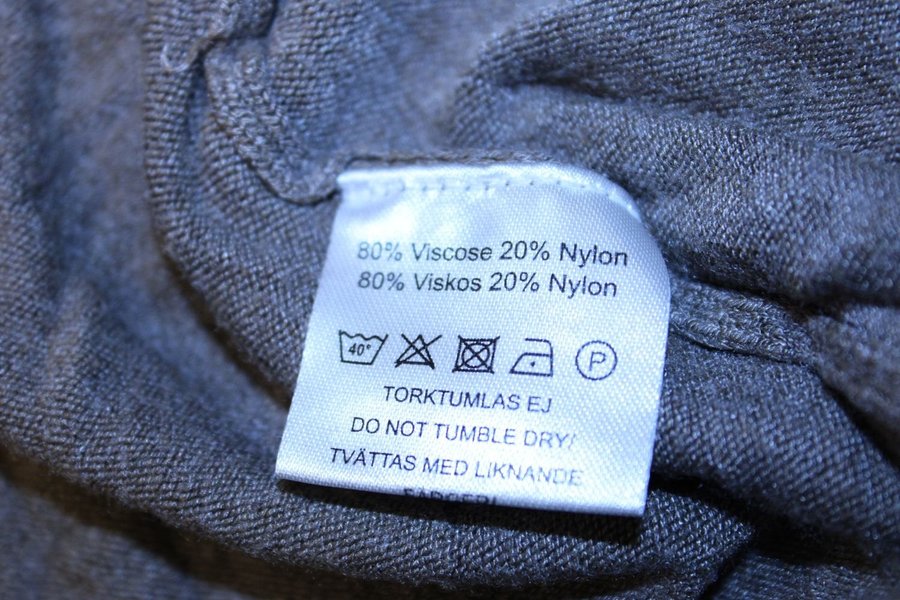 80% Viscose 20% Nylon
80% Viskos 20% Nylon
40° P
TORKTUMLAS EJ
DO NOT TUMBLE DRY/
TVÄTTAS MED LIKNANDE